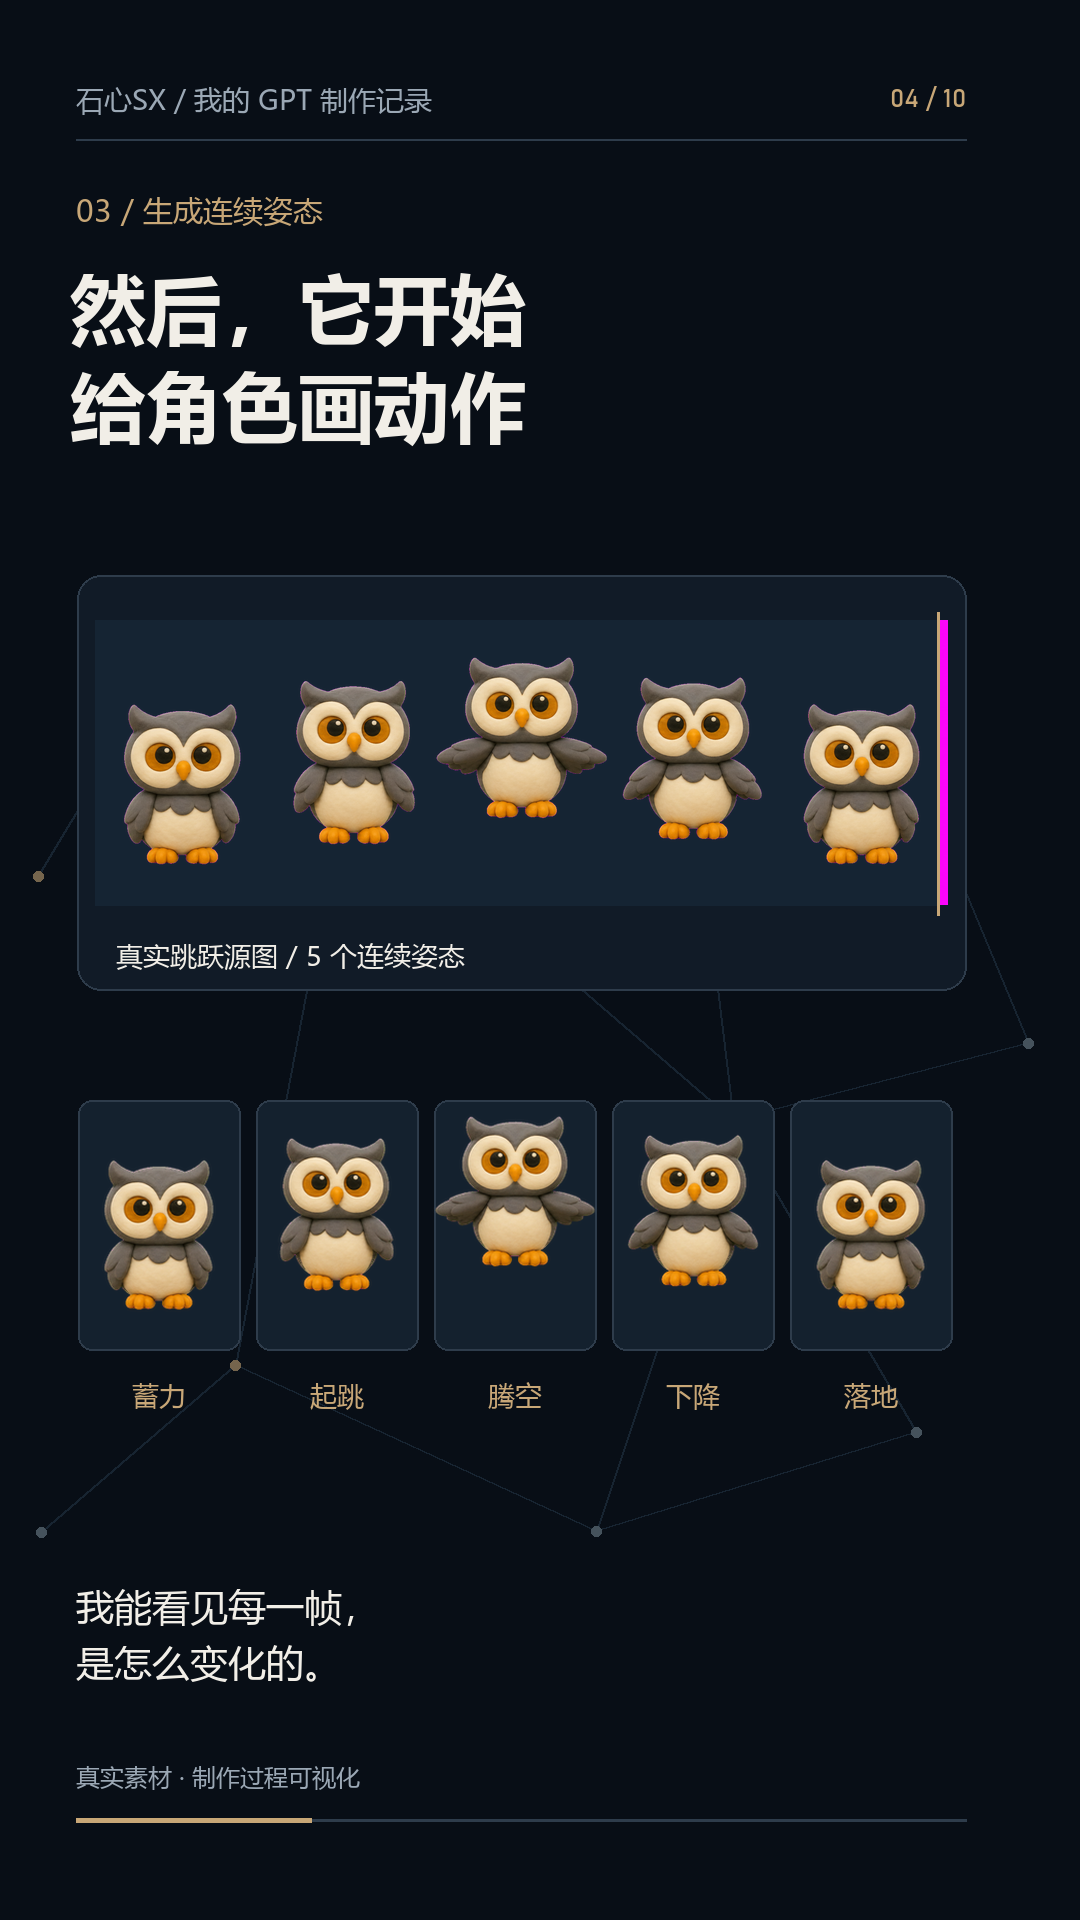 石心SX / 我的 GPT 制作记录
04 / 10
03 / 生成连续姿态
然后，它开始
给角色画动作
真实跳跃源图 / 5 个连续姿态
蓄力
起跳
腾空
下降
落地
我能看见每一帧，
是怎么变化的。
真实素材 · 制作过程可视化